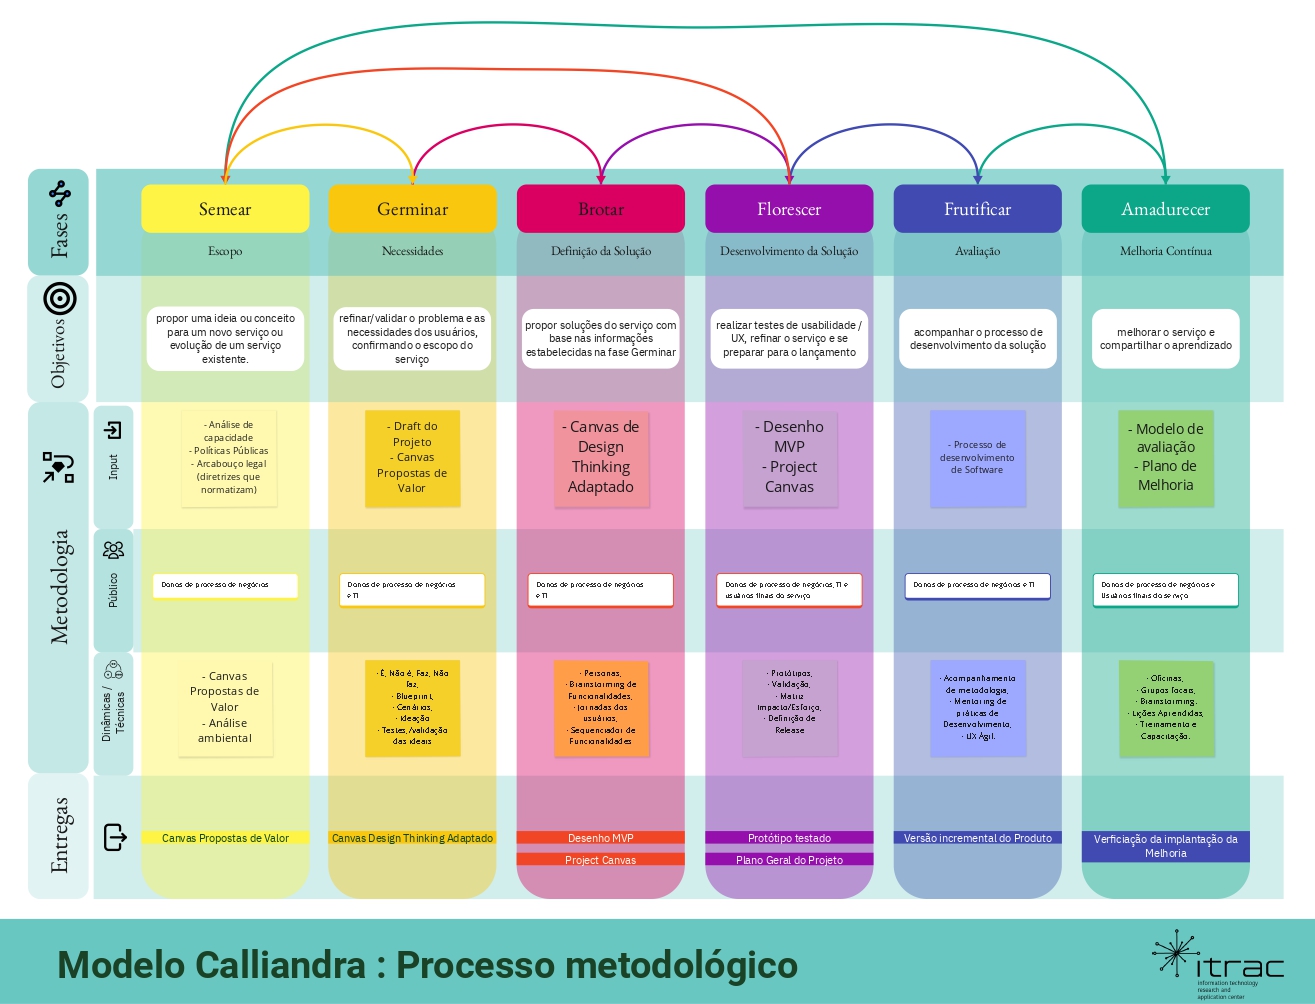 Fases
Semear
Germinar
Brotar
Florescer
Frutificar
Amadurecer
Escopo
Necessidades
Definição da Solução
Desenvolvimento da Solução
Avaliação
Melhoria Contínua
Objetivos
propor uma ideia ou conceito
para um novo serviço ou
evolução de um serviço
existente.
refinar/validar o problema e as
necessidades dos usuários,
confirmando o escopo do
serviço
propor soluções do serviço com
base nas informações
estabelecidas na fase Germinar
realizar testes de usabilidade /
UX, refinar o serviço e se
preparar para o lançamento
acompanhar o processo de
desenvolvimento da solução
melhorar o serviço e
compartilhar o aprendizado
Metodologia
Input
- Análise de
capacidade
- Políticas Públicas
- Arcabouço legal
(diretrizes que
normatizam)
- Draft do
Projeto
- Canvas
Propostas de
Valor
- Canvas de
Design
Thinking
Adaptado
- Desenho
MVP
- Project
Canvas
- Processo de
desenvolvimento
de Software
- Modelo de
avaliação
- Plano de
Melhoria
Público
Donos de processo de negócios
Donos de processo de negócios
e TI
Donos de processo de negócios
e TI
Donos de processo de negócios, TI e
usuários finais do serviço
Donos de processo de negócios e TI
Donos de processo de negócios e
Usuários finais do serviço
Dinâmicas /
Técnicas
- Canvas
Propostas de
Valor
- Análise
ambiental
- É, Não é, Faz, Não
faz,
- Blueprint,
- Cenários,
- Ideação
- Testes /validação
das ideais
- Personas,
- Brainstorming de
Funcionalidades,
- Jornadas dos
usuários,
- Sequenciador de
Funcionalidades
- Protótipos,
- Validação,
- Matriz
Impacto/Esforço,
- Definição de
Release
- Acompanhamento
de metodologia,
- Mentoring de
práticas de
Desenvolvimento,
- UX Ágil.
- Oficinas,
- Grupos focais,
- Brainstorming,
- Lições Aprendidas,
- Treinamento e
Capacitação.
Entregas
Canvas Propostas de Valor
Canvas Design Thinking Adaptado
Desenho MVP
Project Canvas
Protótipo testado
Plano Geral do Projeto
Versão incremental do Produto
Verficiação da implantação da
Melhoria
Modelo Calliandra : Processo metodológico
itrac
information technology
research and
application center